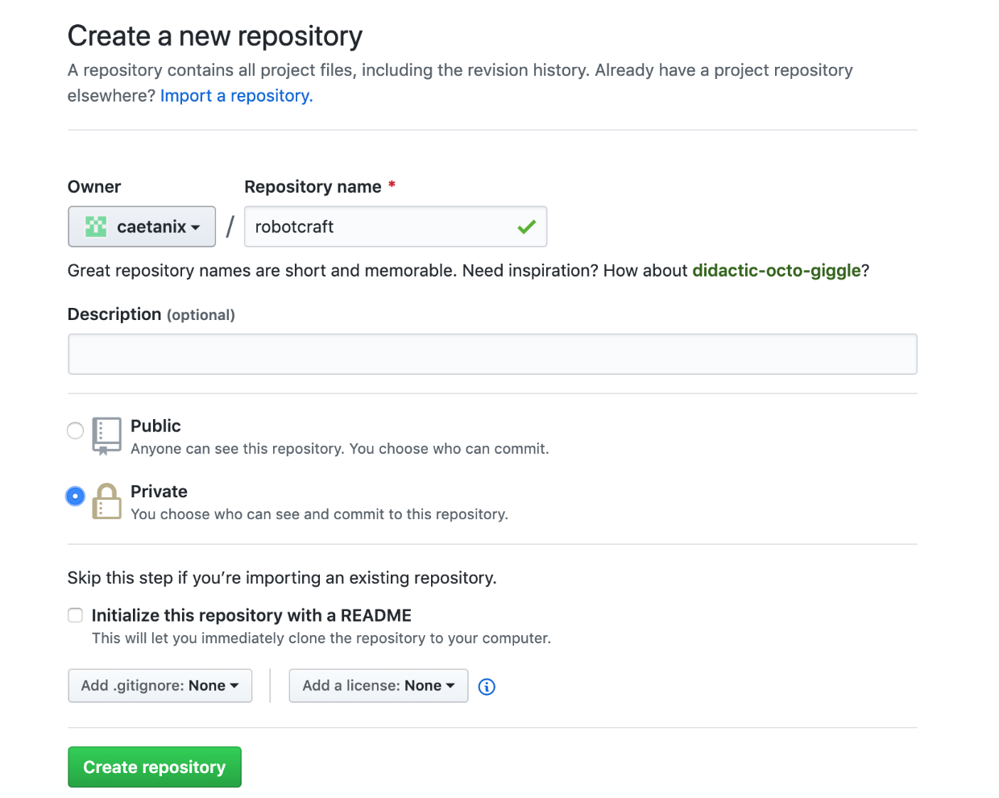 Create a new repository
A repository contains all project files, including the revision history. Already have a project repository
elsewhere? Import a repository.
Owner
Repository name *
caetanix
/
robotcraft
Great repository names are short and memorable. Need inspiration? How about didactic-octo-giggle?
Description (optional)
Public
Anyone can see this repository. You choose who can commit.
Private
You choose who can see and commit to this repository.
Skip this step if you’re importing an existing repository.
Initialize this repository with a README
This will let you immediately clone the repository to your computer.
Add .gitignore: None
Add a license: None
Create repository